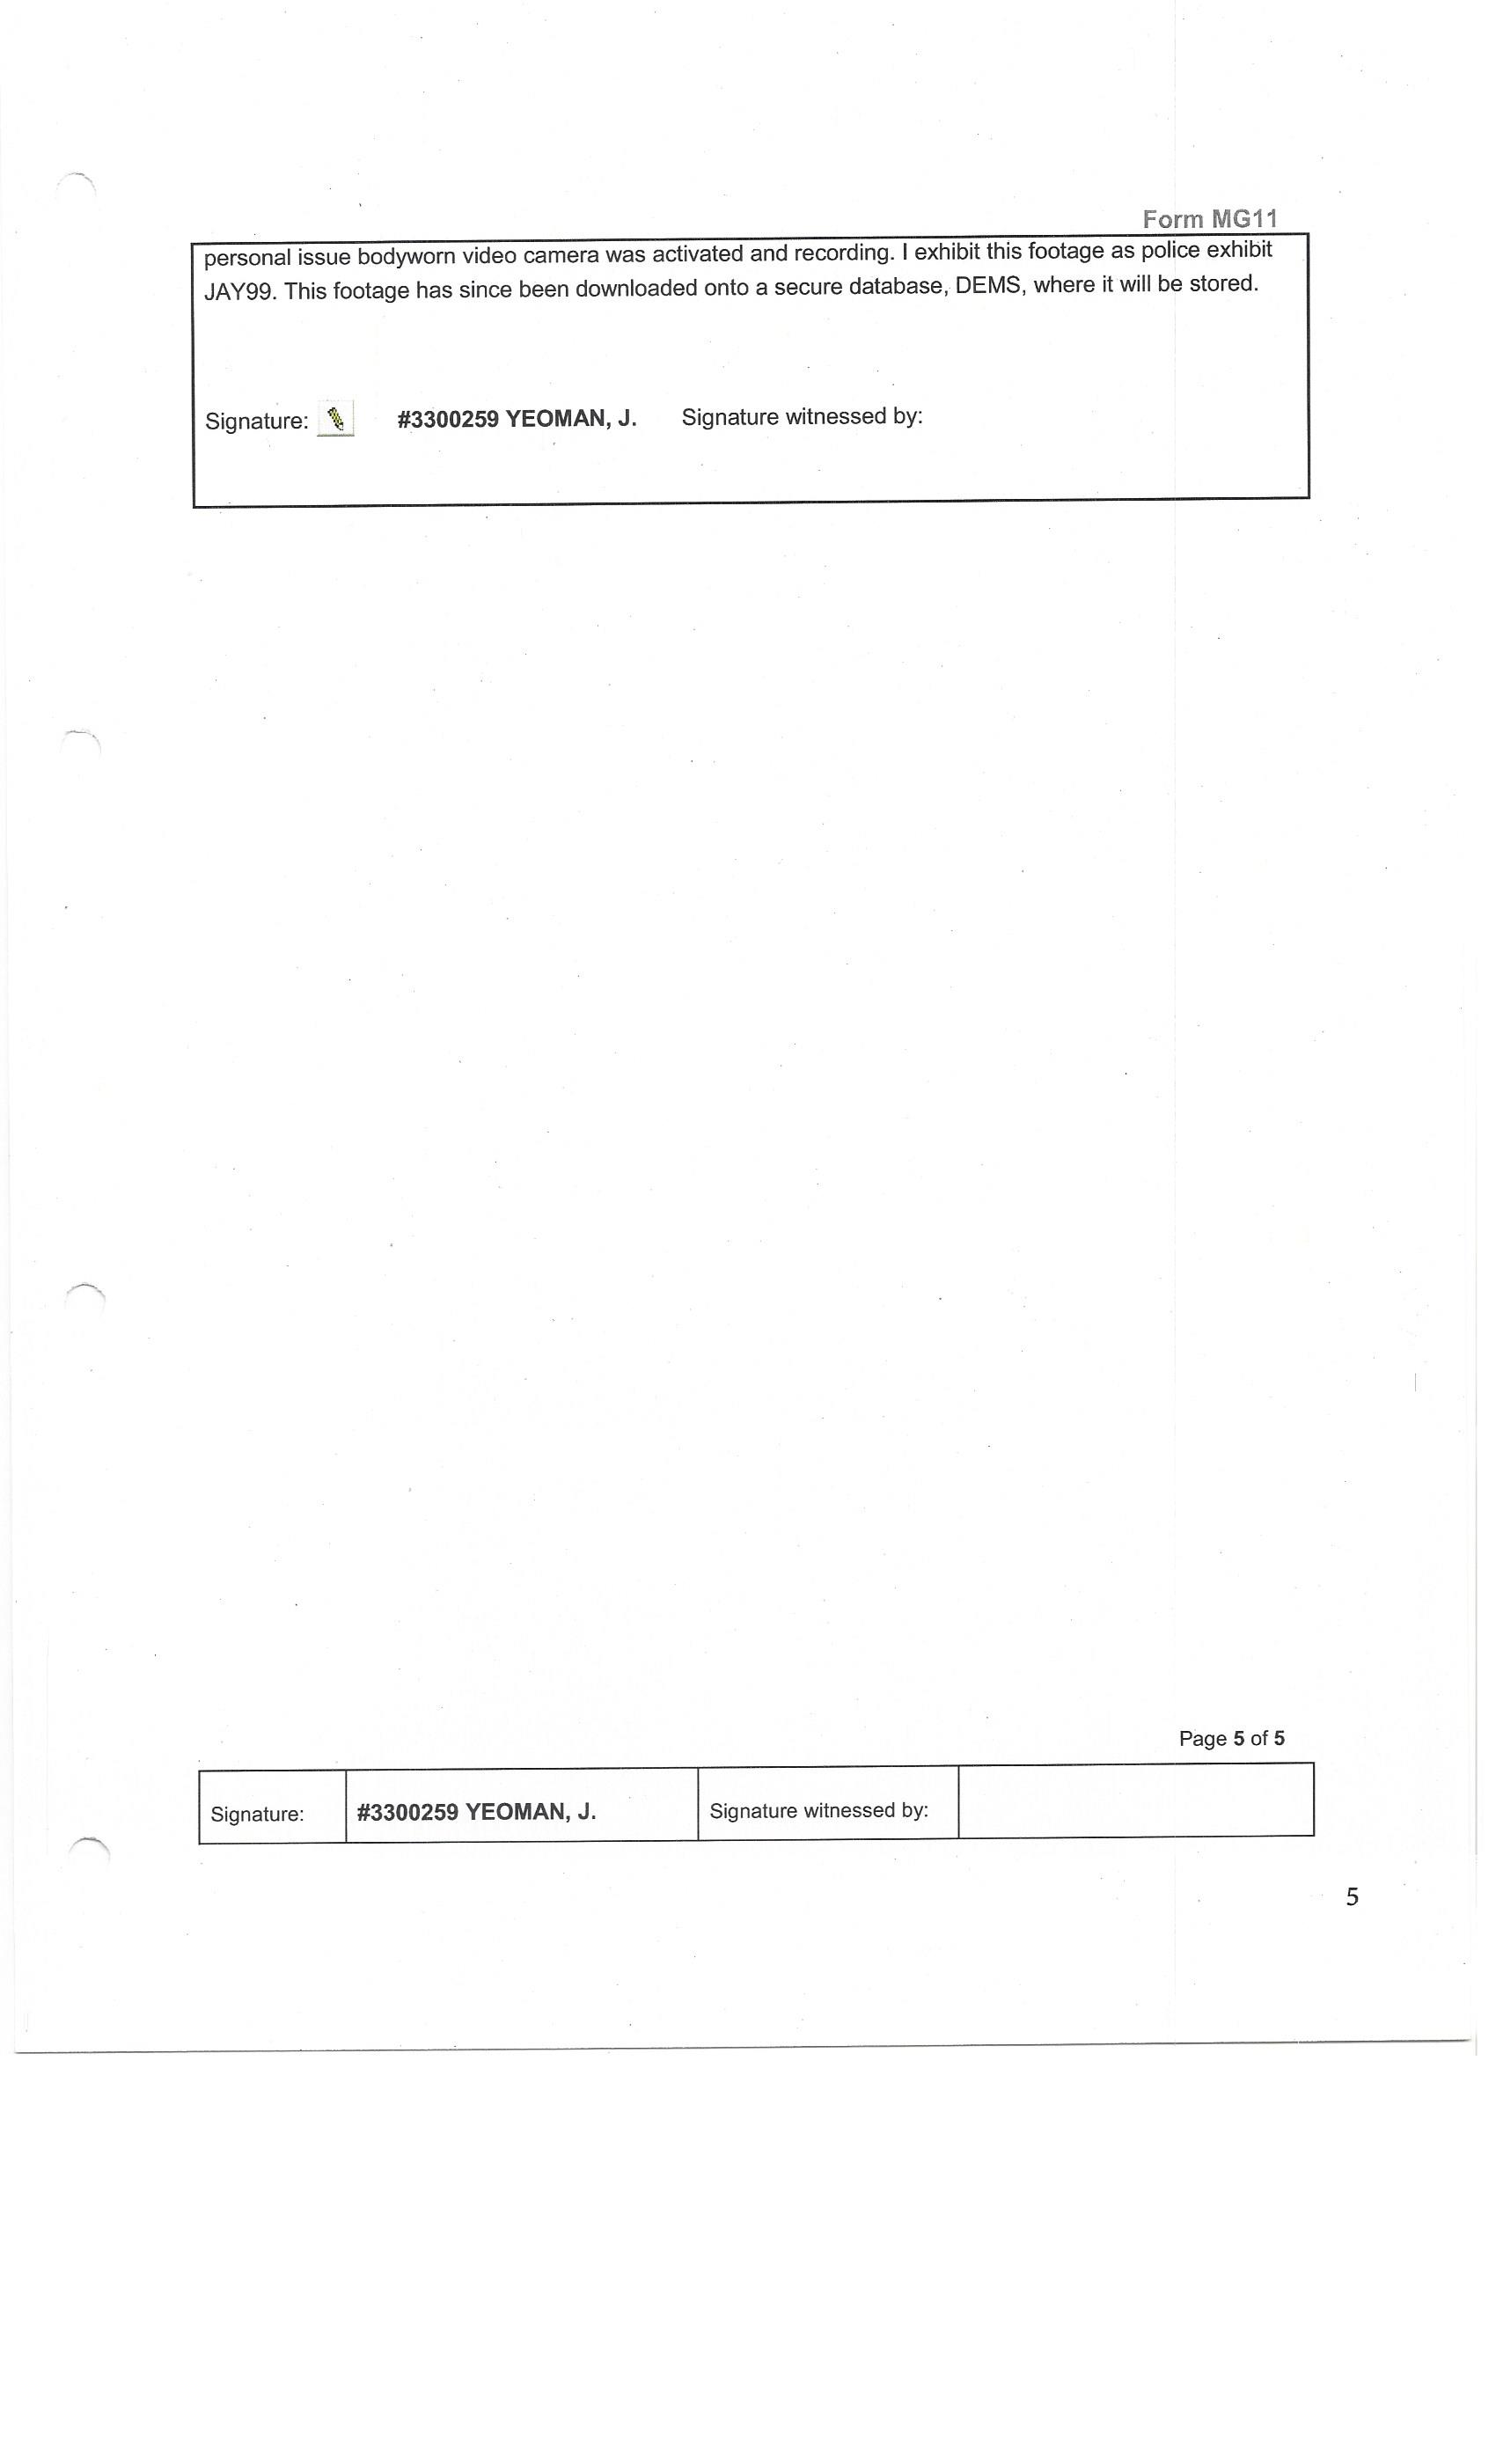 Form MG11
personal issue bodyworn video camera was activated and recording. I exhibit this footage as police exhibit
JAY99. This footage has since been downloaded onto a secure database, DEMS, where it will be stored.
Signature: #3300259 YEOMAN, J. Signature witnessed by:
Page 5 of 5
Signature: #3300259 YEOMAN, J. Signature witnessed by:
5